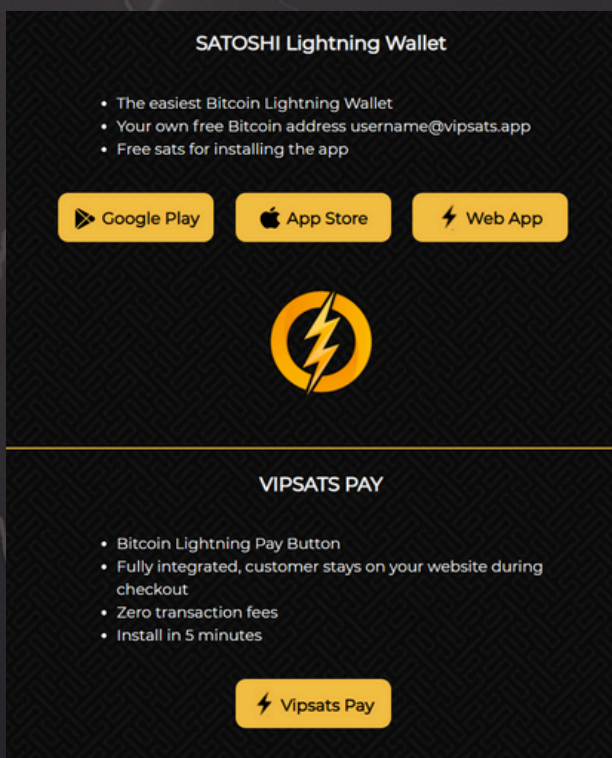 SATOSHI Lightning Wallet
• The easiest Bitcoin Lightning Wallet
• Your own free Bitcoin address username@vipsats.app
• Free sats for installing the app
Google Play
App Store
Web App
VIPSATS PAY
• Bitcoin Lightning Pay Button
• Fully integrated, customer stays on your website during
checkout
• Zero transaction fees
• Install in 5 minutes
Vipsats Pay